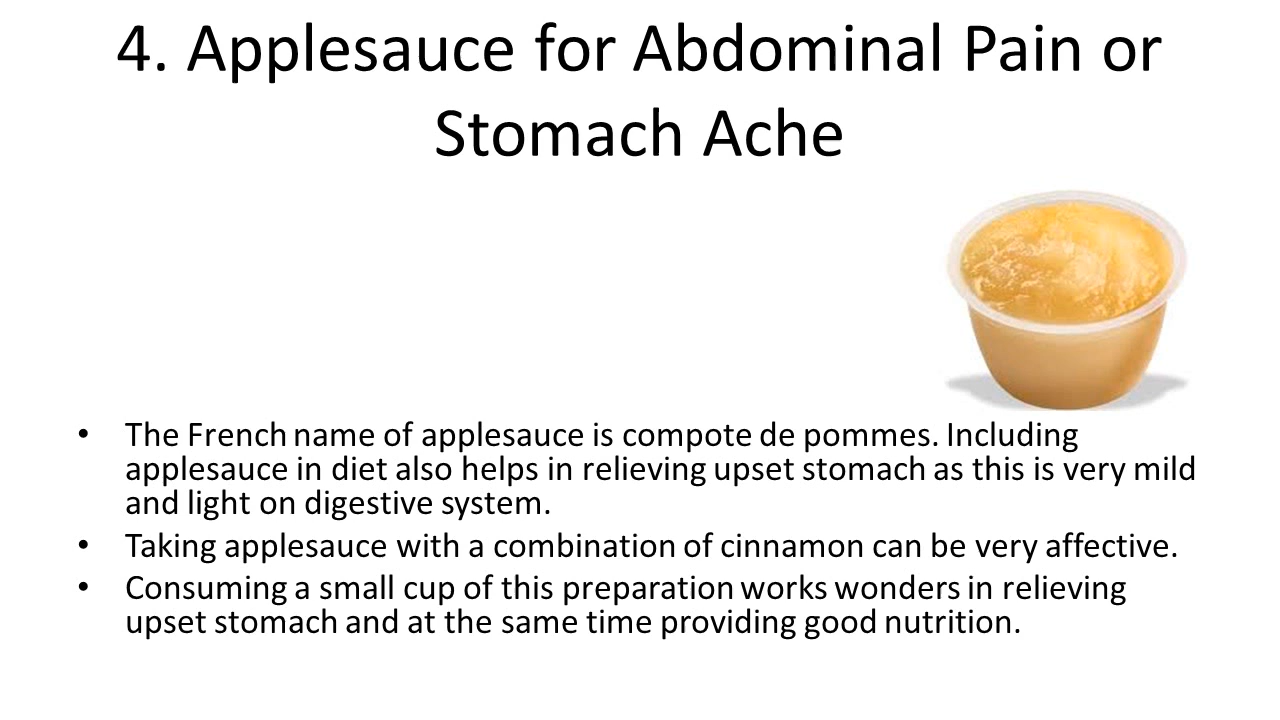 4. Applesauce for Abdominal Pain or
Stomach Ache
• The French name of applesauce is compote de pommes. Including
applesauce in diet also helps in relieving upset stomach as this is very mild
and light on digestive system.
• Taking applesauce with a combination of cinnamon can be very affective.
• Consuming a small cup of this preparation works wonders in relieving
upset stomach and at the same time providing good nutrition.